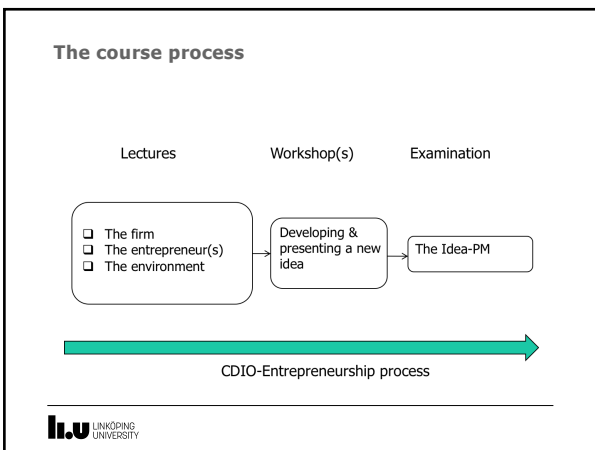 The course process
Lectures
Workshop(s)
Examination
❑ The firm
❑ The entrepreneur(s)
❑ The environment
Developing &
presenting a new
idea
The Idea-PM
CDIO-Entrepreneurship process
LINKÖPING
UNIVERSITY